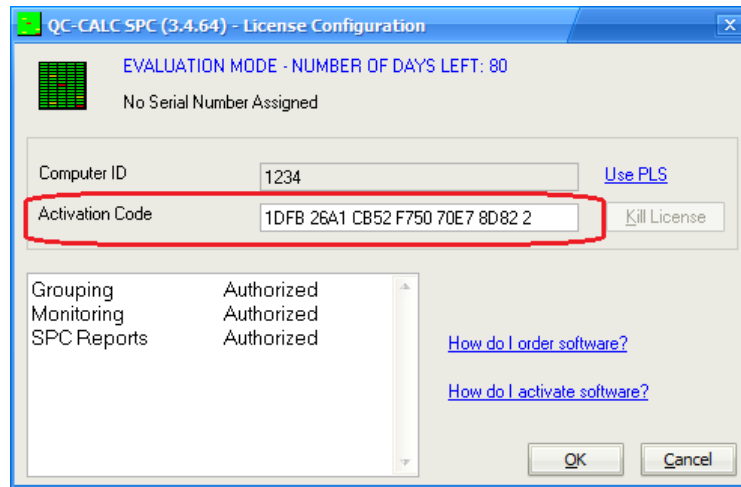 QC-CALC SPC (3.4.64) - License Configuration
EVALUATION MODE - NUMBER OF DAYS LEFT: 80
No Serial Number Assigned
Computer ID 1234 Use PLS
Activation Code 1DFB 26A1 CB52 F750 70E7 8D82 2 Kill License
Grouping Authorized
Monitoring Authorized
SPC Reports Authorized
How do I order software?
How do I activate software?
OK Cancel